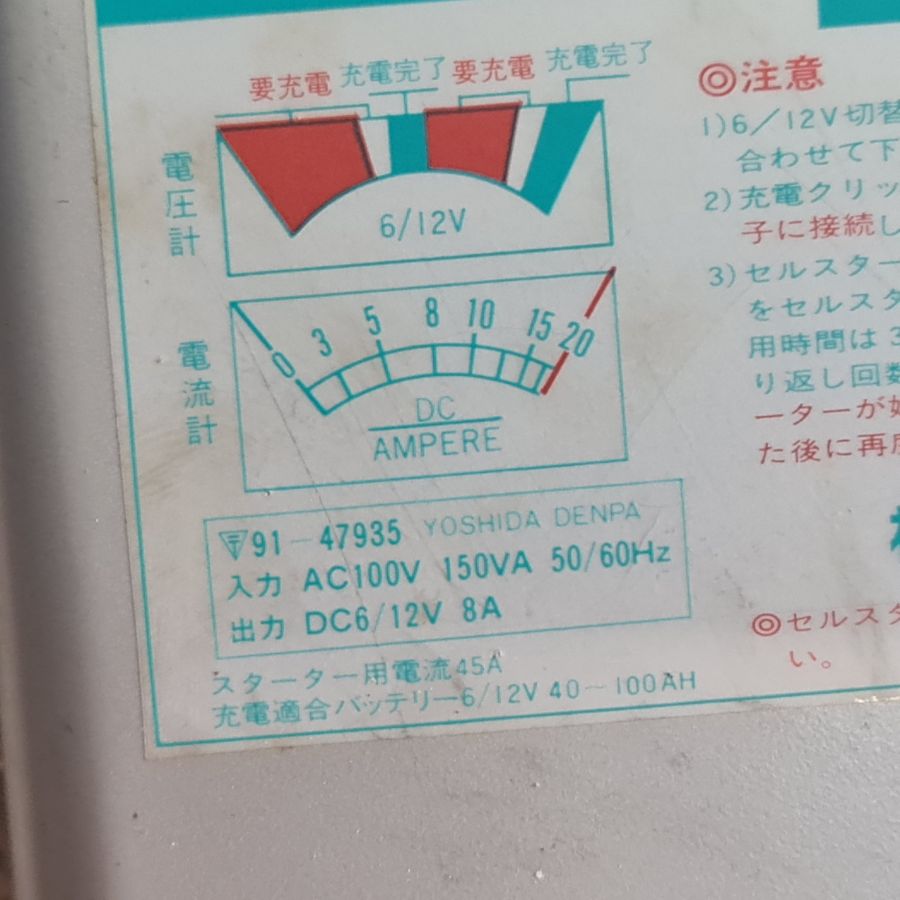 要充電 充電完了 要充電 充電完了
電圧計
6/12V
電流計
0 3 5 8 10 15 20
DC
AMPERE
91-47935 YOSHIDA DENPA
入力 AC100V 150VA 50/60Hz
出力 DC6/12V 8A
スターター用電流45A
充電適合バッテリー6/12V 40~100AH
◎注意
1)6/12V切替
合わせて下
2)充電クリッ
子に接続し
3)セルスター
をセルスタ
用時間は3
り返し回数
ーターが始
た後に再度
◎セルスタ
い。